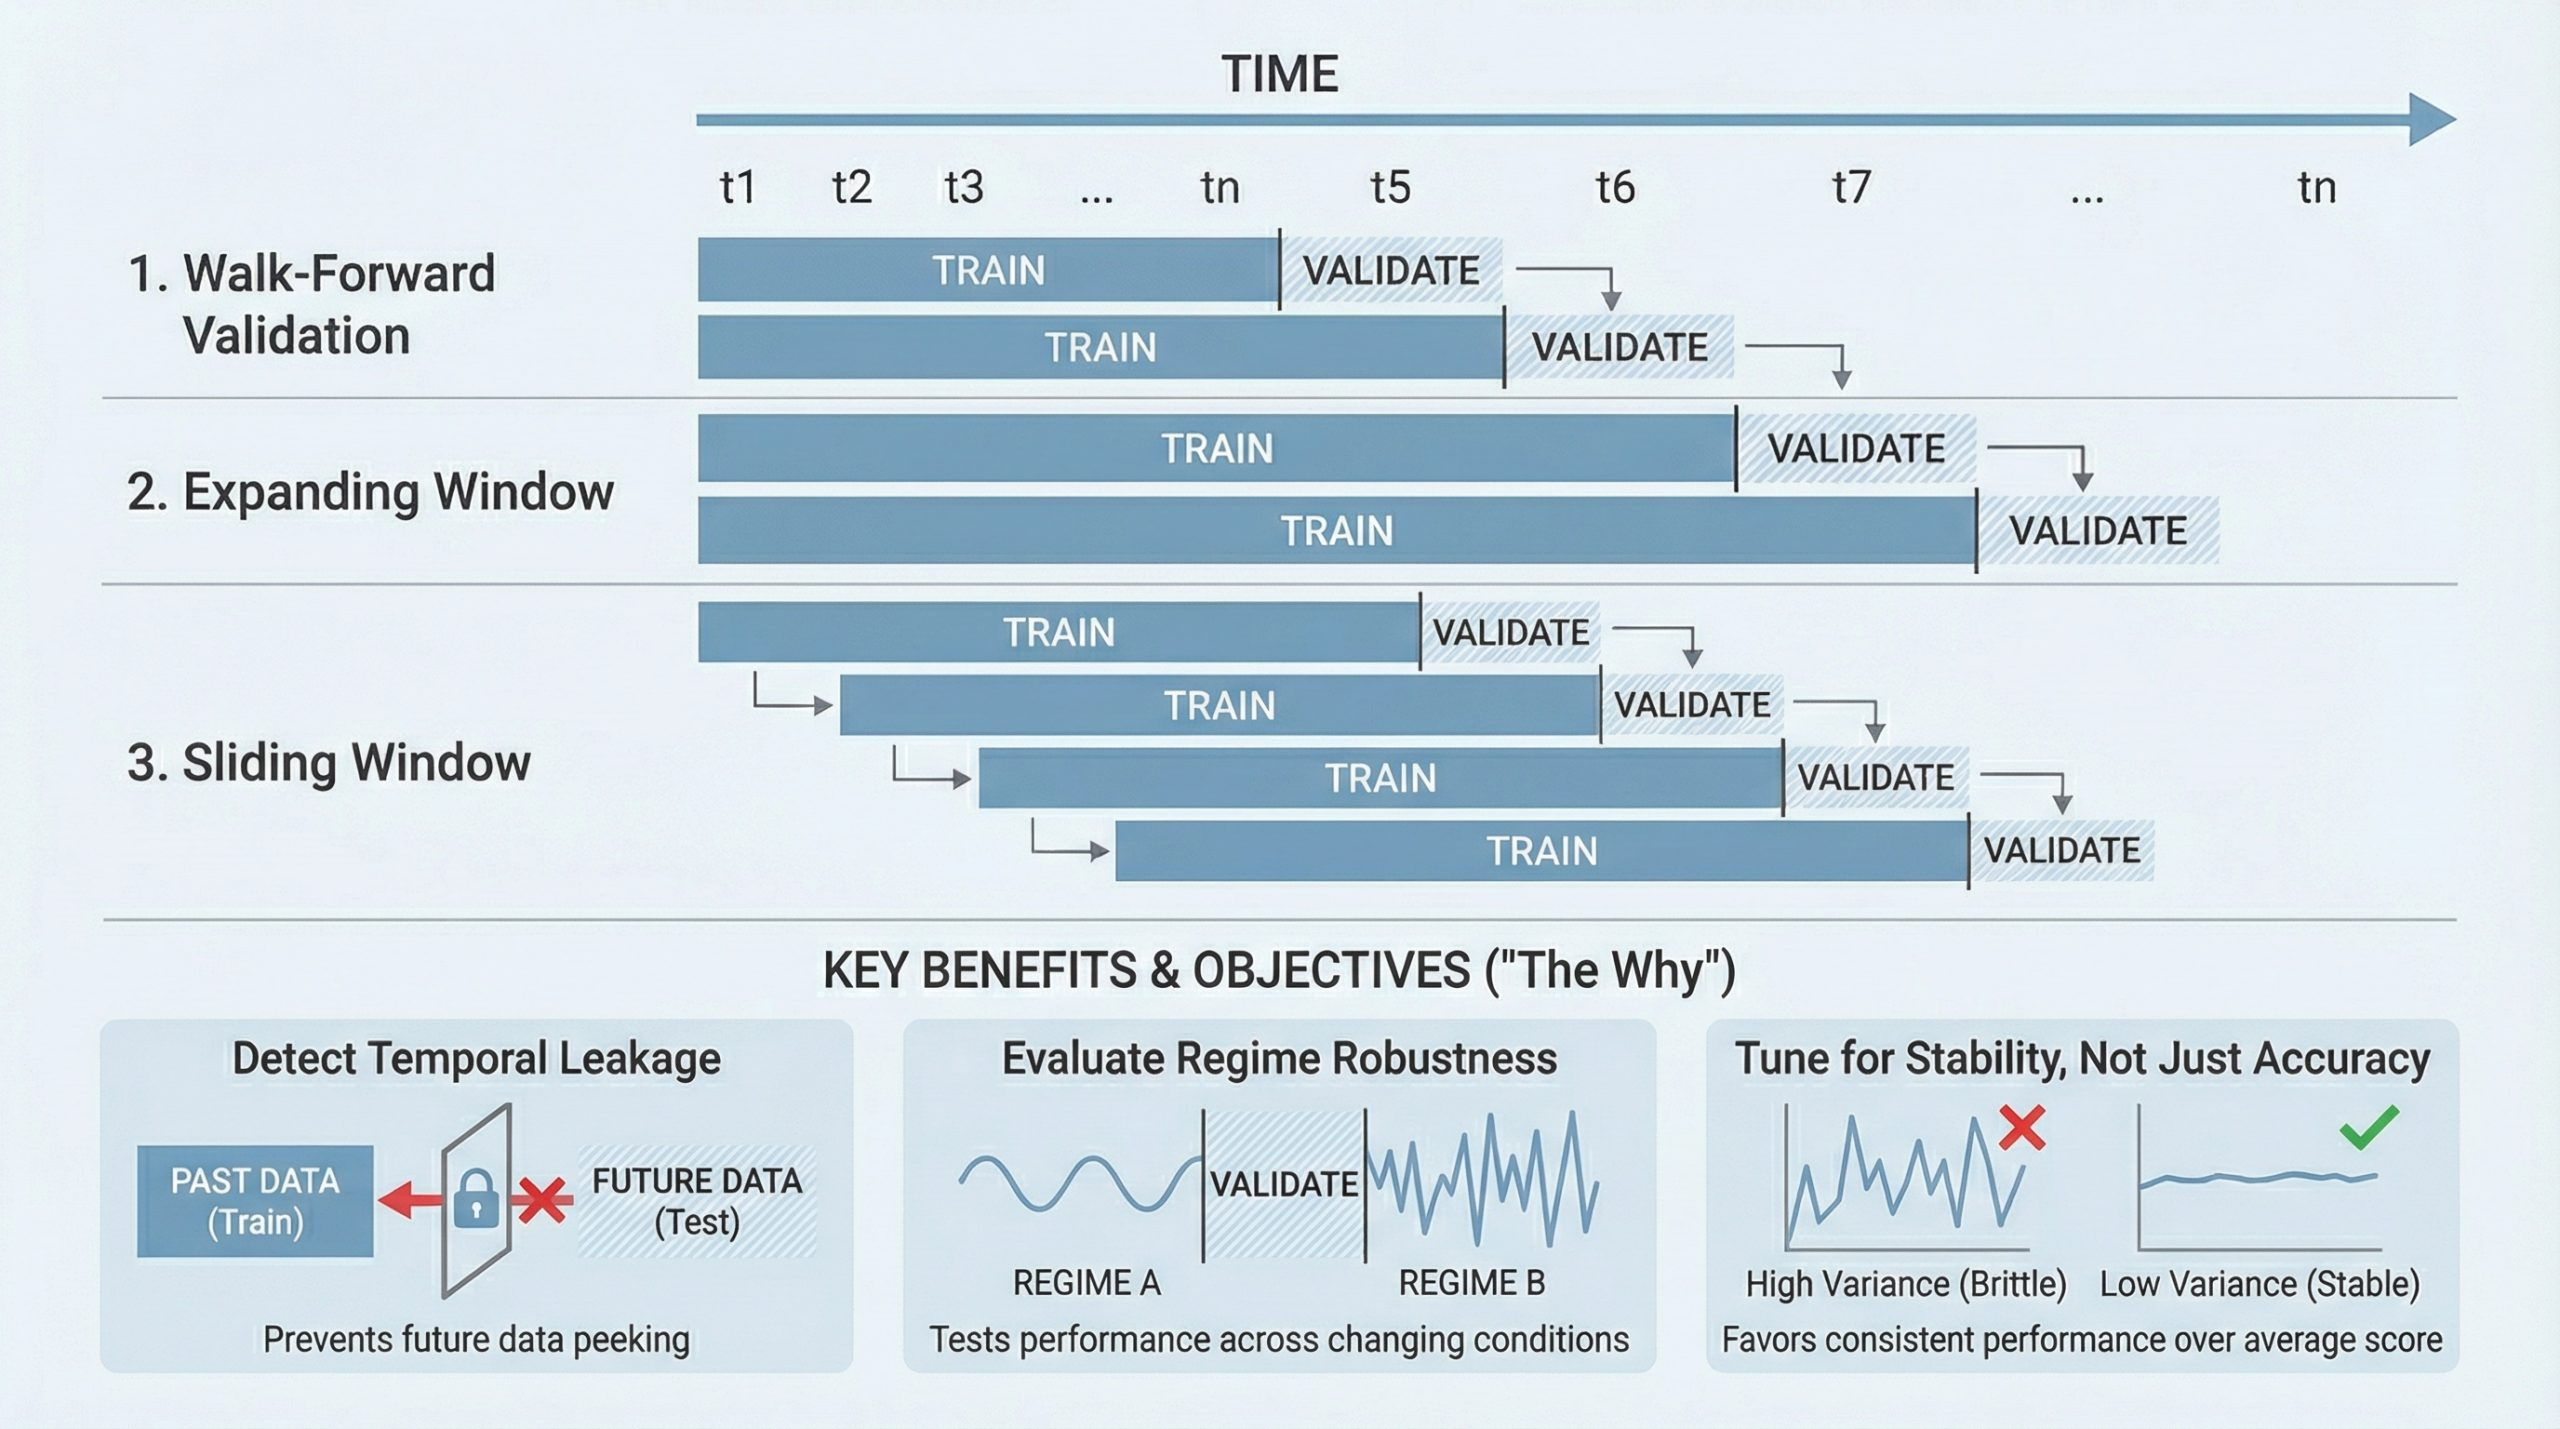 TIME
t1 t2 t3 ... tn t5 t6 t7 ... tn
1. Walk-Forward
Validation
TRAIN VALIDATE
TRAIN VALIDATE
2. Expanding Window
TRAIN VALIDATE
TRAIN VALIDATE
3. Sliding Window
TRAIN VALIDATE
TRAIN VALIDATE
TRAIN VALIDATE
TRAIN VALIDATE
KEY BENEFITS & OBJECTIVES ("The Why")
Detect Temporal Leakage
PAST DATA
(Train)
FUTURE DATA
(Test)
Prevents future data peeking
Evaluate Regime Robustness
VALIDATE
REGIME A
REGIME B
Tests performance across changing conditions
Tune for Stability, Not Just Accuracy
High Variance (Brittle)
Low Variance (Stable)
Favors consistent performance over average score